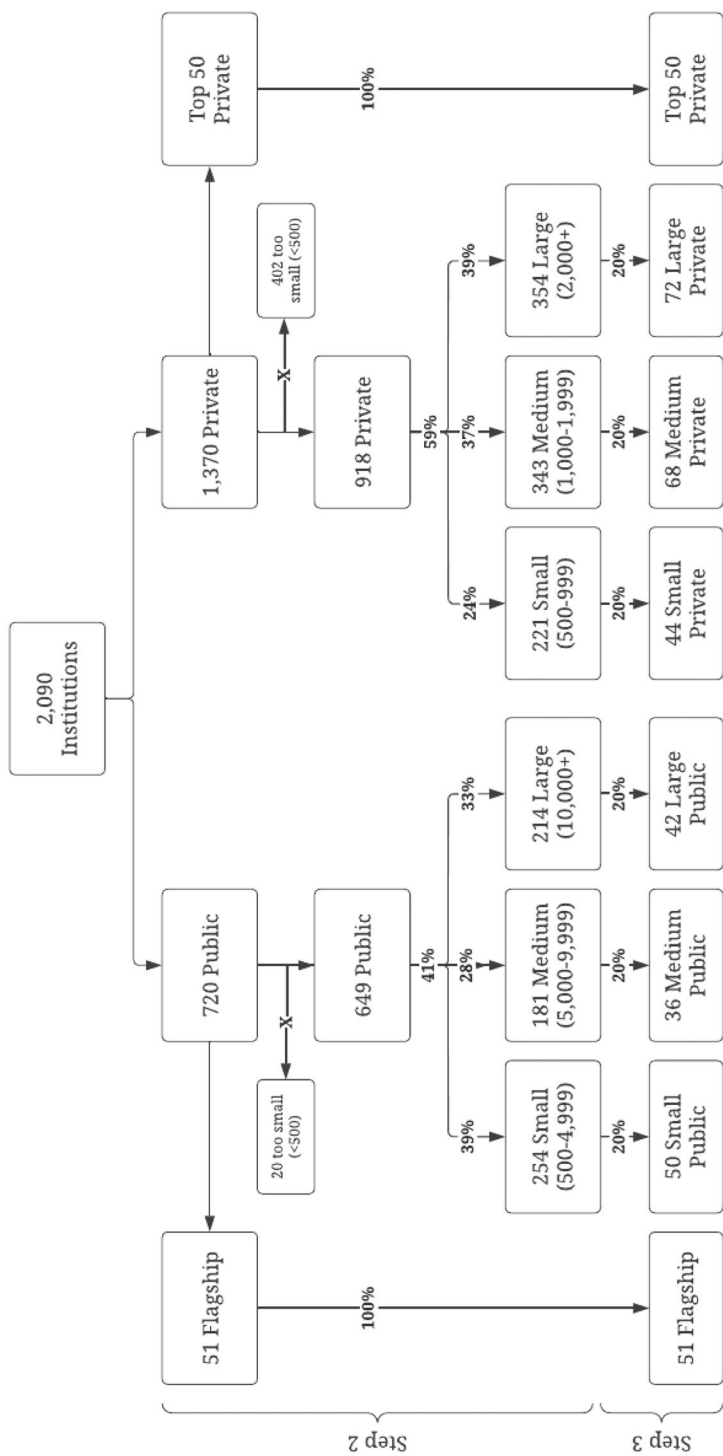 2,090
Institutions
720 Public
1,370 Private
51 Flagship
Top 50
Private
20 too small
(<500)
X
X
402 too
small (<500)
649 Public
918 Private
100%
100%
41%
59%
39%
28%
33%
24%
37%
39%
254 Small
(500-4,999)
181 Medium
(5,000-9,999)
214 Large
(10,000+)
221 Small
(500-999)
343 Medium
(1,000-1,999)
354 Large
(2,000+)
20%
20%
20%
20%
20%
20%
51 Flagship
50 Small
Public
36 Medium
Public
42 Large
Public
44 Small
Private
68 Medium
Private
72 Large
Private
Top 50
Private
Step 2
Step 3